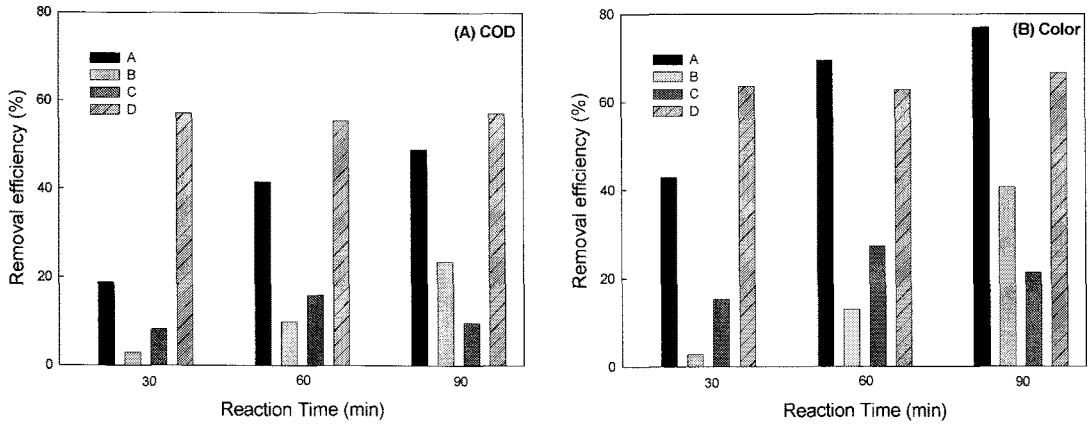 (A) COD
80
60
40
20
0
Removal efficiency (%)
A
B
C
D
30 60 90
Reaction Time (min)
(B) Color
80
60
40
20
0
Removal efficiency (%)
A
B
C
D
30 60 90
Reaction Time (min)